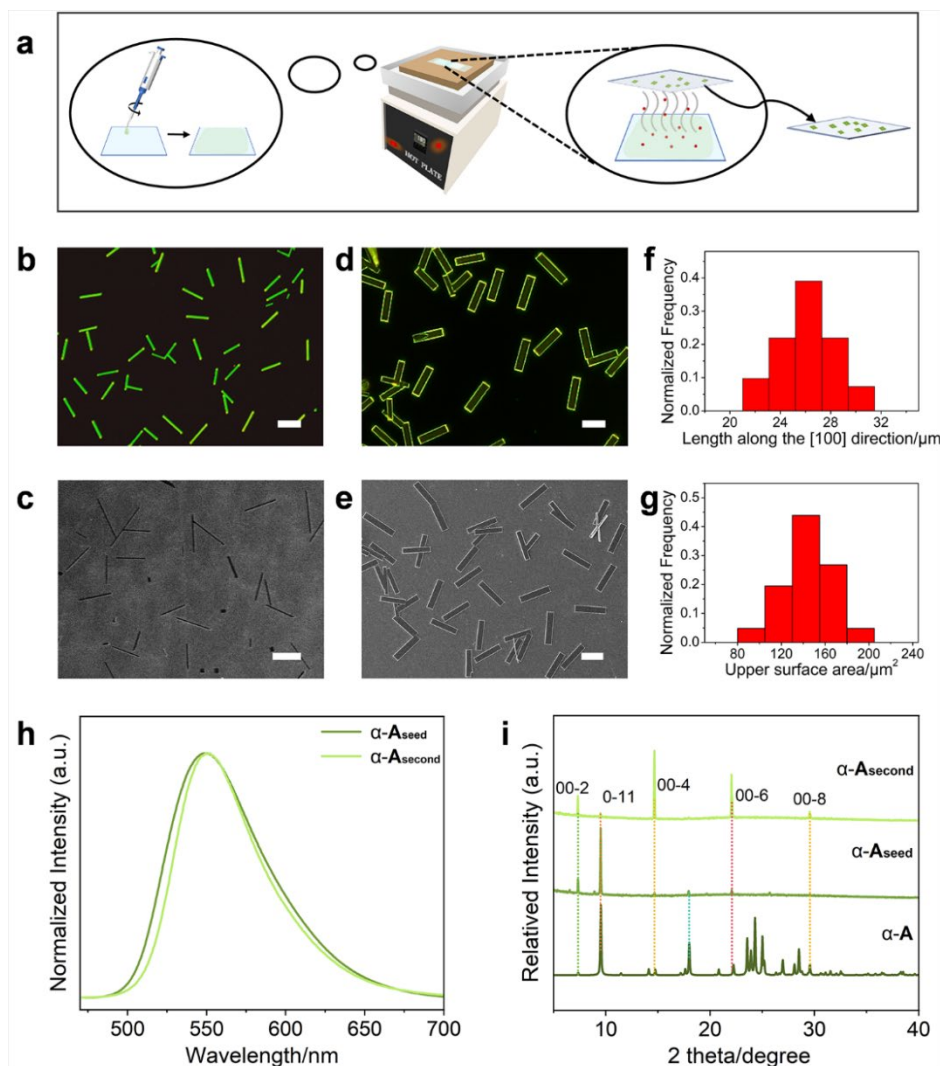 a
HOT PLATE
b
d
f
Normalized Frequency
0.4
0.3
0.2
0.1
0.0
20 24 28 32
Length along the [100] direction/μm
c
e
g
Normalized Frequency
0.5
0.4
0.3
0.2
0.1
0.0
80 120 160 200 240
Upper surface area/μm²
h
Normalized Intensity (a.u.)
α-Aseed
α-Asecond
500 550 600 650 700
Wavelength/nm
i
Relatived Intensity (a.u.)
00-2 0-11 00-4 00-6 00-8
α-Asecond
α-Aseed
α-A
10 20 30 40
2 theta/degree